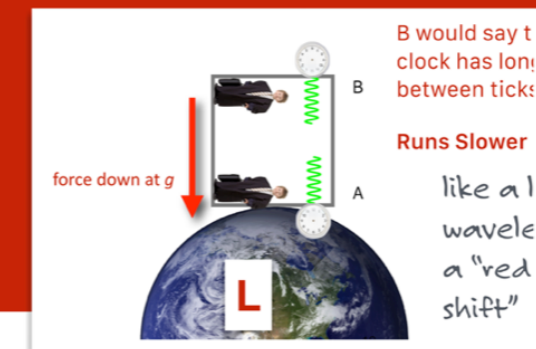 B would say t
clock has long
between ticks
B
Runs Slower
force down at g
A
like a l
wavele
a "red
shift"
L